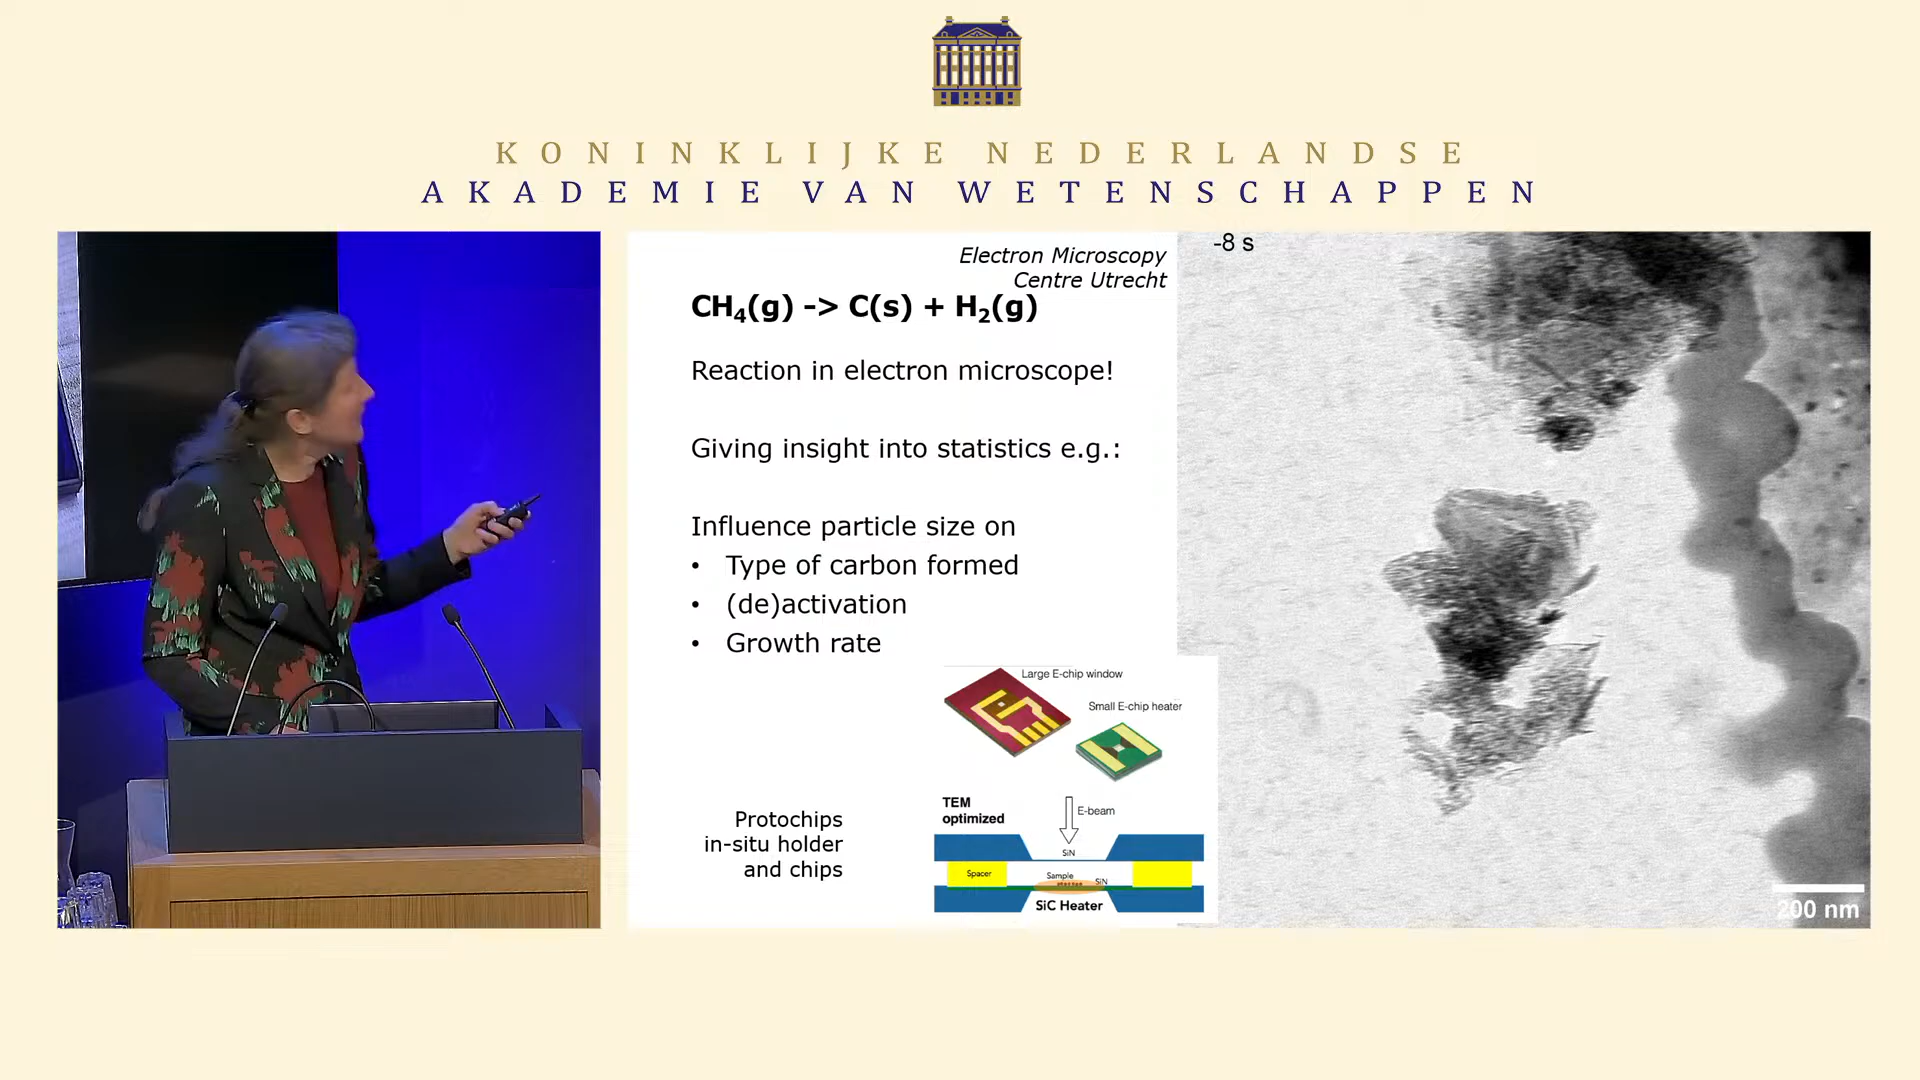 KONINKLIJKE NEDERLANDSE
AKADEMIE VAN WETENSCHAPPEN
Electron Microscopy
Centre Utrecht
CH₄(g) -> C(s) + H₂(g)
Reaction in electron microscope!
Giving insight into statistics e.g.:
Influence particle size on
• Type of carbon formed
• (de)activation
• Growth rate
Large E-chip window
Small E-chip heater
Protochips
in-situ holder
and chips
TEM
optimized
E-beam
SiN
Spacer
Sample
SiN
SiC Heater
-8 s
200 nm